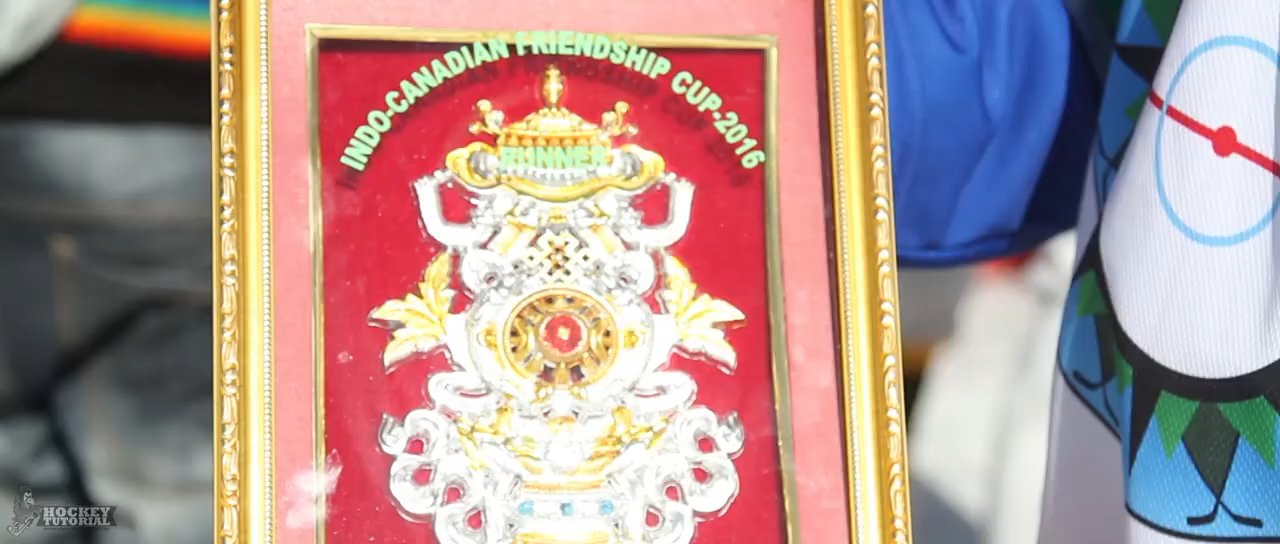 INDO-CANADIAN FRIENDSHIP CUP-2016
RUNNER
HOCKEY
TUTORIAL